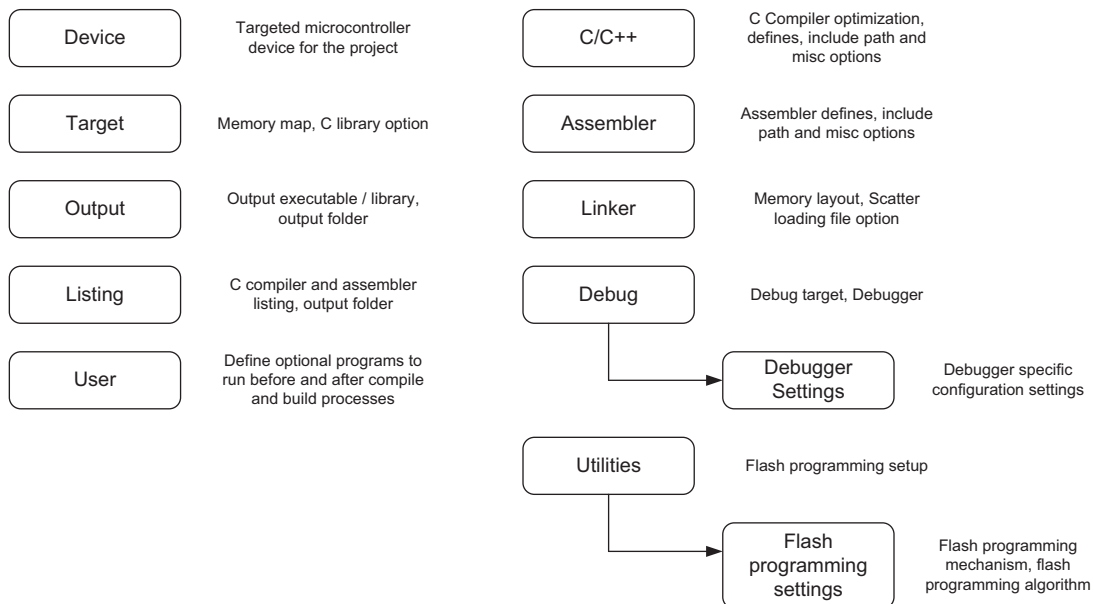 Device
Targeted microcontroller
device for the project
Target
Memory map, C library option
Output
Output executable / library,
output folder
Listing
C compiler and assembler
listing, output folder
User
Define optional programs to
run before and after compile
and build processes
C/C++
C Compiler optimization,
defines, include path and
misc options
Assembler
Assembler defines, include
path and misc options
Linker
Memory layout, Scatter
loading file option
Debug
Debug target, Debugger
Debugger
Settings
Debugger specific
configuration settings
Utilities
Flash programming setup
Flash
programming
settings
Flash programming
mechanism, flash
programming algorithm